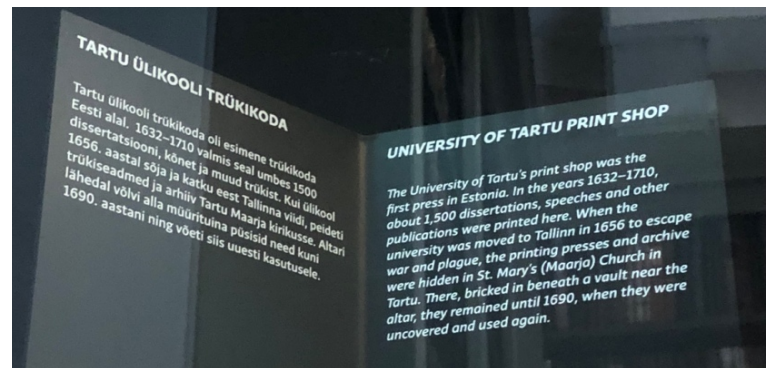 TARTU ÜLIKOOLI TRÜKIKODA
Tartu ülikooli trükikoda oli esimene trükikoda
Eesti alal. 1632–1710 valmis seal umbes 1500
dissertatsiooni, kõnet ja muud trükist. Kui ülikool
1656. aastal sõja ja katku eest Tallinna viidi, peideti
trükiseadmed ja arhiiv Tartu Maarja kirikusse. Altari
lähedal võlvi alla müürituina püsisid need kuni
1690. aastani ning võeti siis uuesti kasutusele.
UNIVERSITY OF TARTU PRINT SHOP
The University of Tartu's print shop was the
first press in Estonia. In the years 1632–1710,
about 1,500 dissertations, speeches and other
publications were printed here. When the
university was moved to Tallinn in 1656 to escape
war and plague, the printing presses and archive
were hidden in St. Mary's (Maarja) Church in
Tartu. There, bricked in beneath a vault near the
altar, they remained until 1690, when they were
uncovered and used again.